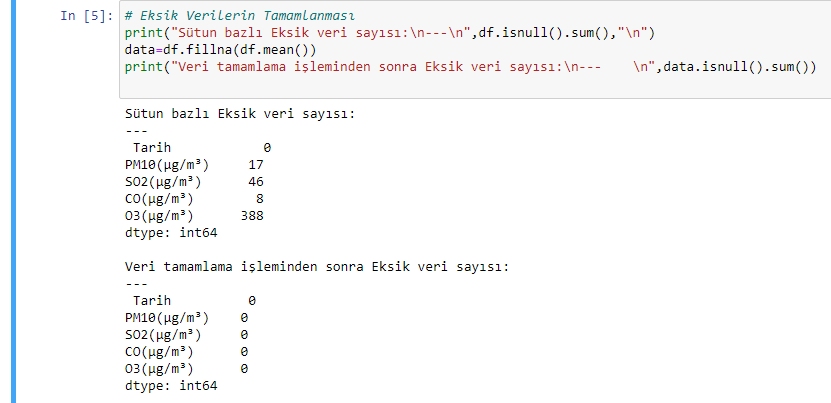 In [5]: # Eksik Verilerin Tamamlanması
print("Sütun bazlı Eksik veri sayısı:\n---\n",df.isnull().sum(),"\n")
data=df.fillna(df.mean())
print("Veri tamamlama işleminden sonra Eksik veri sayısı:\n---    \n",data.isnull().sum())
Sütun bazlı Eksik veri sayısı:
---
 Tarih            0
PM10(µg/m³)     17
SO2(µg/m³)      46
CO(µg/m³)        8
O3(µg/m³)      388
dtype: int64
Veri tamamlama işleminden sonra Eksik veri sayısı:
---
 Tarih          0
PM10(µg/m³)    0
SO2(µg/m³)     0
CO(µg/m³)      0
O3(µg/m³)      0
dtype: int64